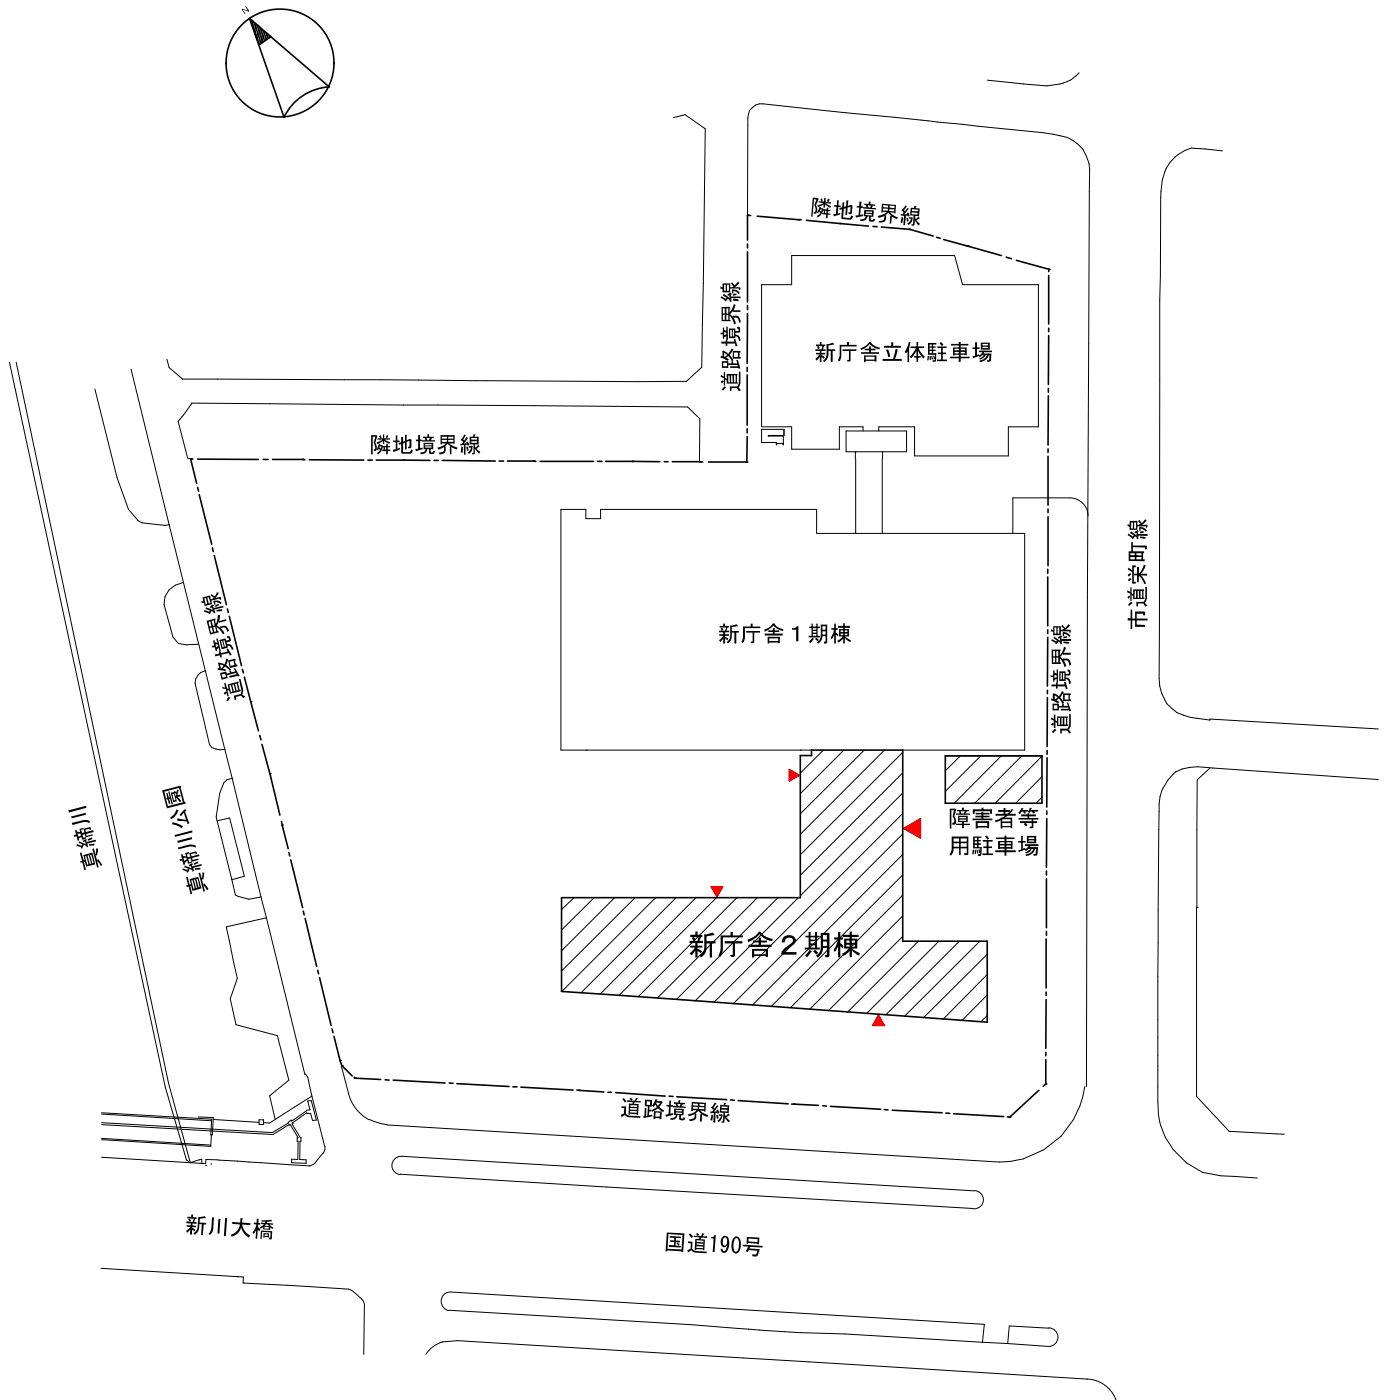 N
隣地境界線
道路境界線
新庁舎立体駐車場
隣地境界線
市道栄町線
道路境界線
新庁舎１期棟
道路境界線
真締川
真締川公園
障害者等
用駐車場
新庁舎２期棟
道路境界線
新川大橋
国道190号